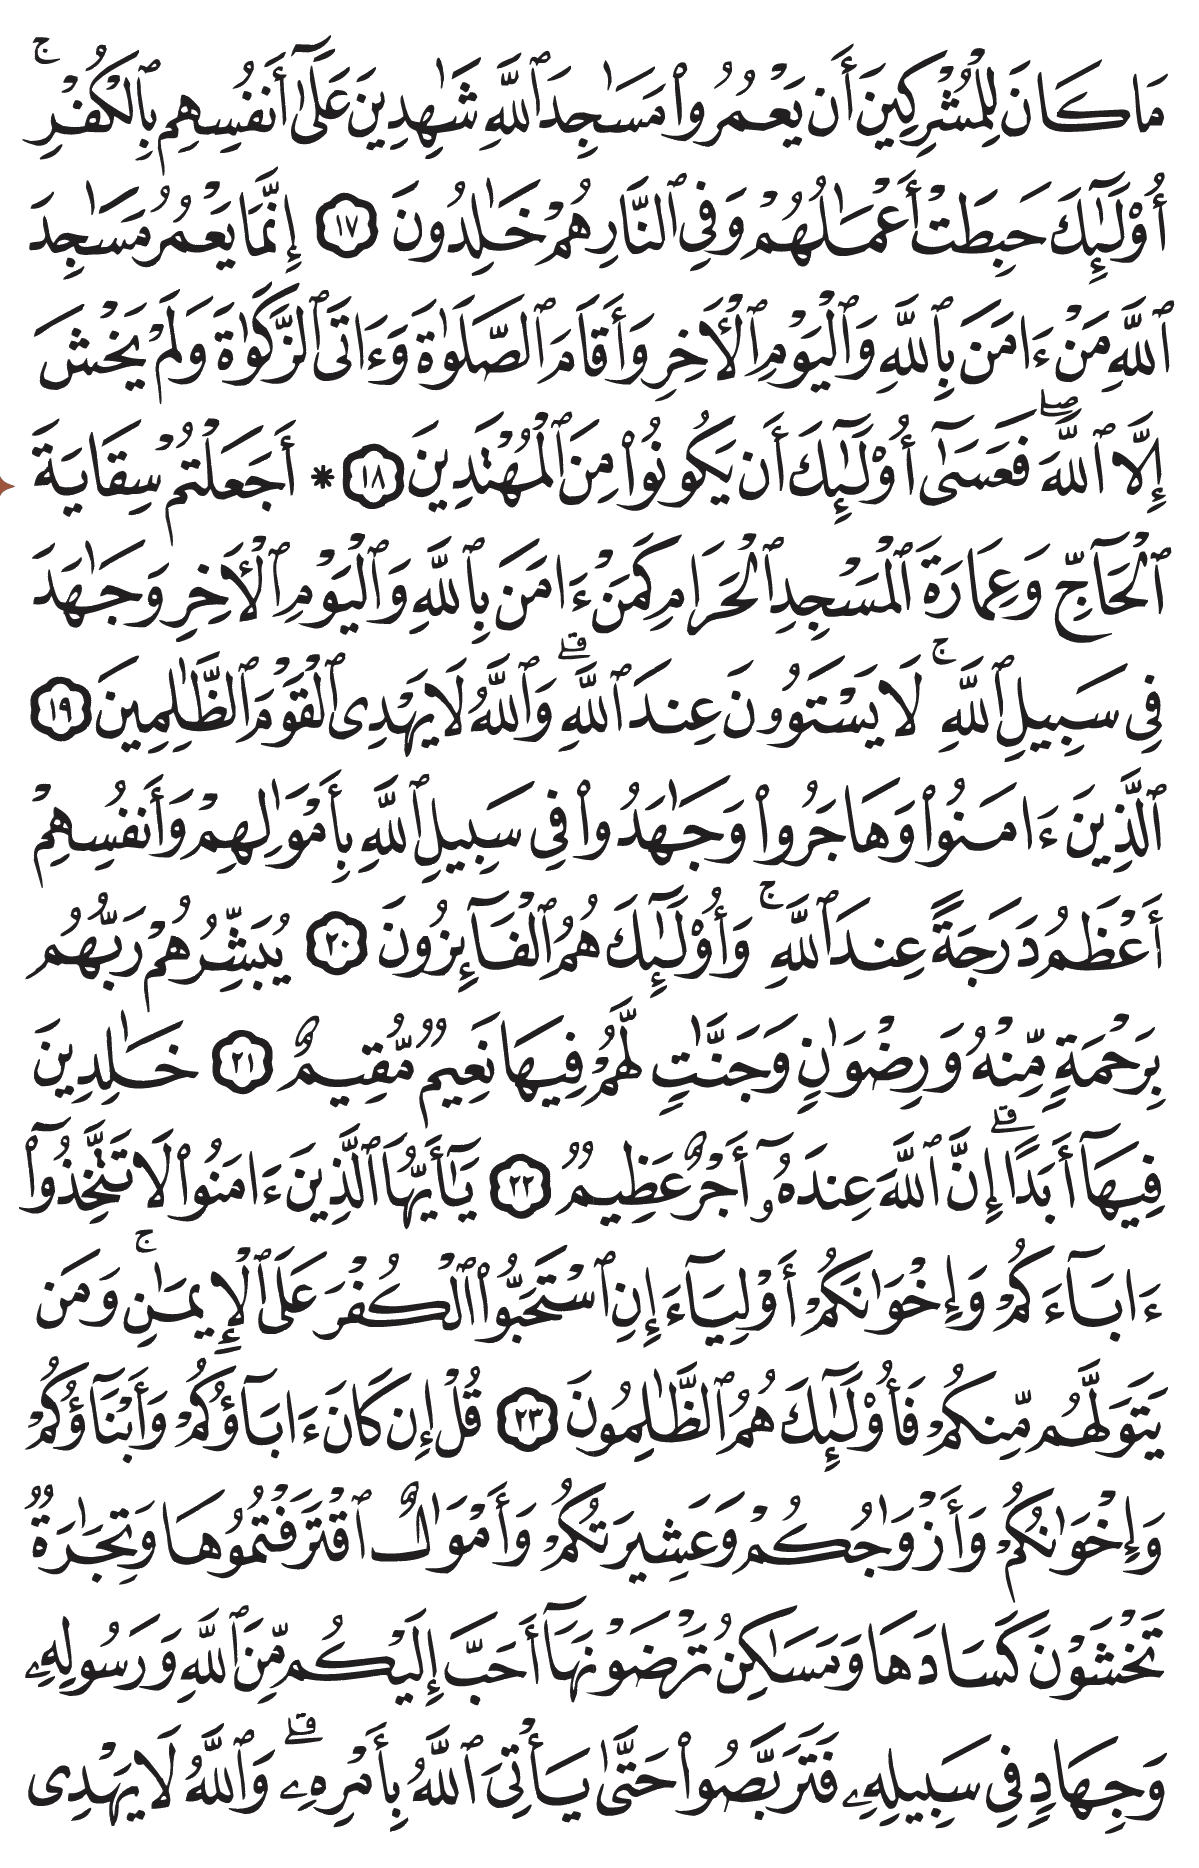 مَا كَانَ لِلۡمُشۡرِكِينَ أَن يَعۡمُرُواْ مَسَٰجِدَ ٱللَّهِ شَٰهِدِينَ عَلَىٰٓ أَنفُسِهِم بِٱلۡكُفۡرِۚ
أُوْلَٰٓئِكَ حَبِطَتۡ أَعۡمَٰلُهُمۡ وَفِي ٱلنَّارِ هُمۡ خَٰلِدُونَ ١٧ إِنَّمَا يَعۡمُرُ مَسَٰجِدَ
ٱللَّهِ مَنۡ ءَامَنَ بِٱللَّهِ وَٱلۡيَوۡمِ ٱلۡأٓخِرِ وَأَقَامَ ٱلصَّلَوٰةَ وَءَاتَى ٱلزَّكَوٰةَ وَلَمۡ يَخۡشَ
إِلَّا ٱللَّهَۖ فَعَسَىٰٓ أُوْلَٰٓئِكَ أَن يَكُونُواْ مِنَ ٱلۡمُهۡتَدِينَ ١٨ * أَجَعَلۡتُمۡ سِقَايَةَ
ٱلۡحَآجِّ وَعِمَارَةَ ٱلۡمَسۡجِدِ ٱلۡحَرَامِ كَمَنۡ ءَامَنَ بِٱللَّهِ وَٱلۡيَوۡمِ ٱلۡأٓخِرِ وَجَٰهَدَ
فِي سَبِيلِ ٱللَّهِۚ لَا يَسۡتَوُۥنَ عِندَ ٱللَّهِۗ وَٱللَّهُ لَا يَهۡدِي ٱلۡقَوۡمَ ٱلظَّٰلِمِينَ ١٩
ٱلَّذِينَ ءَامَنُواْ وَهَاجَرُواْ وَجَٰهَدُواْ فِي سَبِيلِ ٱللَّهِ بِأَمۡوَٰلِهِمۡ وَأَنفُسِهِمۡ
أَعۡظَمُ دَرَجَةً عِندَ ٱللَّهِۚ وَأُوْلَٰٓئِكَ هُمُ ٱلۡفَآئِزُونَ ٢٠ يُبَشِّرُهُمۡ رَبُّهُم
بِرَحۡمَةٖ مِّنۡهُ وَرِضۡوَٰنٖ وَجَنَّٰتٖ لَّهُمۡ فِيهَا نَعِيمٞ مُّقِيمٌ ٢١ خَٰلِدِينَ
فِيهَآ أَبَدًاۚ إِنَّ ٱللَّهَ عِندَهُۥٓ أَجۡرٌ عَظِيمٞ ٢٢ يَٰٓأَيُّهَا ٱلَّذِينَ ءَامَنُواْ لَا تَتَّخِذُوٓاْ
ءَابَآءَكُمۡ وَإِخۡوَٰنَكُمۡ أَوۡلِيَآءَ إِنِ ٱسۡتَحَبُّواْ ٱلۡكُفۡرَ عَلَى ٱلۡإِيمَٰنِۚ وَمَن
يَتَوَلَّهُم مِّنكُمۡ فَأُوْلَٰٓئِكَ هُمُ ٱلظَّٰلِمُونَ ٢٣ قُلۡ إِن كَانَ ءَابَآؤُكُمۡ وَأَبۡنَآؤُكُمۡ
وَإِخۡوَٰنُكُمۡ وَأَزۡوَٰجُكُمۡ وَعَشِيرَتُكُمۡ وَأَمۡوَٰلٌ ٱقۡتَرَفۡتُمُوهَا وَتِجَٰرَةٞ
تَخۡشَوۡنَ كَسَادَهَا وَمَسَٰكِنُ تَرۡضَوۡنَهَآ أَحَبَّ إِلَيۡكُم مِّنَ ٱللَّهِ وَرَسُولِهِۦ
وَجِهَادٖ فِي سَبِيلِهِۦ فَتَرَبَّصُواْ حَتَّىٰ يَأۡتِيَ ٱللَّهُ بِأَمۡرِهِۦۗ وَٱللَّهُ لَا يَهۡدِي